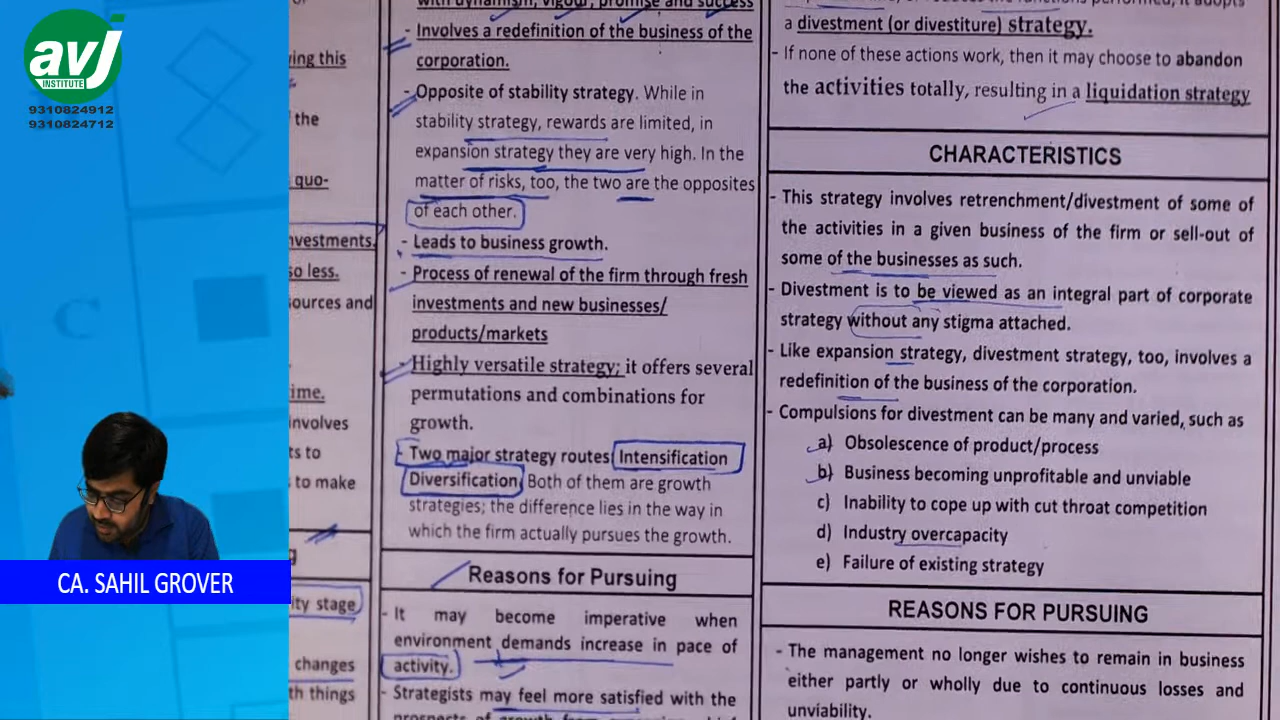 avj
INSTITUTE
9310824912
9310824712
CA. SAHIL GROVER
ing this
the
quo-
nvestments.
so less.
ources and
ime.
nvolves
ts to
to make
g
ity stage
changes
th things
with dynamism, vigour, promise and success
- Involves a redefinition of the business of the
corporation.
- Opposite of stability strategy. While in
stability strategy, rewards are limited, in
expansion strategy they are very high. In the
matter of risks, too, the two are the opposites
of each other.
- Leads to business growth.
- Process of renewal of the firm through fresh
investments and new businesses/
products/markets
- Highly versatile strategy; it offers several
permutations and combinations for
growth.
- Two major strategy routes Intensification
Diversification Both of them are growth
strategies; the difference lies in the way in
which the firm actually pursues the growth.
Reasons for Pursuing
- It may become imperative when
environment demands increase in pace of
activity.
- Strategists may feel more satisfied with the
a divestment (or divestiture) strategy.
- If none of these actions work, then it may choose to abandon
the activities totally, resulting in a liquidation strategy
CHARACTERISTICS
- This strategy involves retrenchment/divestment of some of
the activities in a given business of the firm or sell-out of
some of the businesses as such.
- Divestment is to be viewed as an integral part of corporate
strategy without any stigma attached.
- Like expansion strategy, divestment strategy, too, involves a
redefinition of the business of the corporation.
- Compulsions for divestment can be many and varied, such as
a) Obsolescence of product/process
b) Business becoming unprofitable and unviable
c) Inability to cope up with cut throat competition
d) Industry overcapacity
e) Failure of existing strategy
REASONS FOR PURSUING
- The management no longer wishes to remain in business
either partly or wholly due to continuous losses and
unviability.